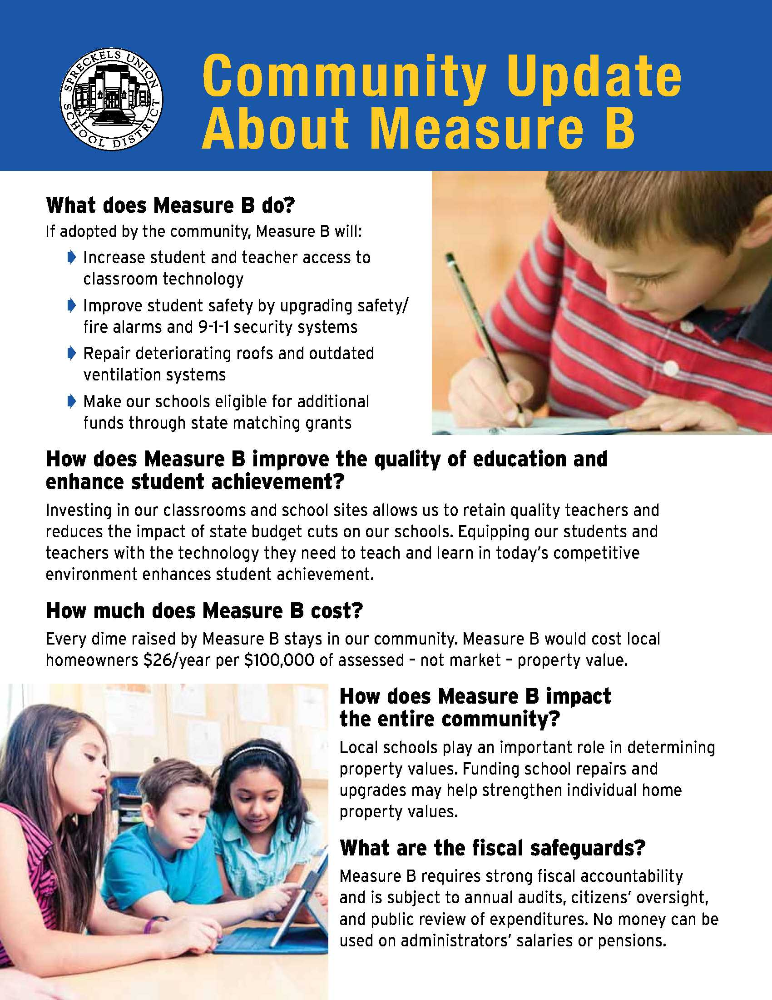 SPRECKELS UNION
SCHOOL DISTRICT
Community Update
About Measure B
What does Measure B do?
If adopted by the community, Measure B will:
Increase student and teacher access to
classroom technology
Improve student safety by upgrading safety/
fire alarms and 9-1-1 security systems
Repair deteriorating roofs and outdated
ventilation systems
Make our schools eligible for additional
funds through state matching grants
How does Measure B improve the quality of education and
enhance student achievement?
Investing in our classrooms and school sites allows us to retain quality teachers and
reduces the impact of state budget cuts on our schools. Equipping our students and
teachers with the technology they need to teach and learn in today’s competitive
environment enhances student achievement.
How much does Measure B cost?
Every dime raised by Measure B stays in our community. Measure B would cost local
homeowners $26/year per $100,000 of assessed – not market – property value.
How does Measure B impact
the entire community?
Local schools play an important role in determining
property values. Funding school repairs and
upgrades may help strengthen individual home
property values.
What are the fiscal safeguards?
Measure B requires strong fiscal accountability
and is subject to annual audits, citizens’ oversight,
and public review of expenditures. No money can be
used on administrators’ salaries or pensions.